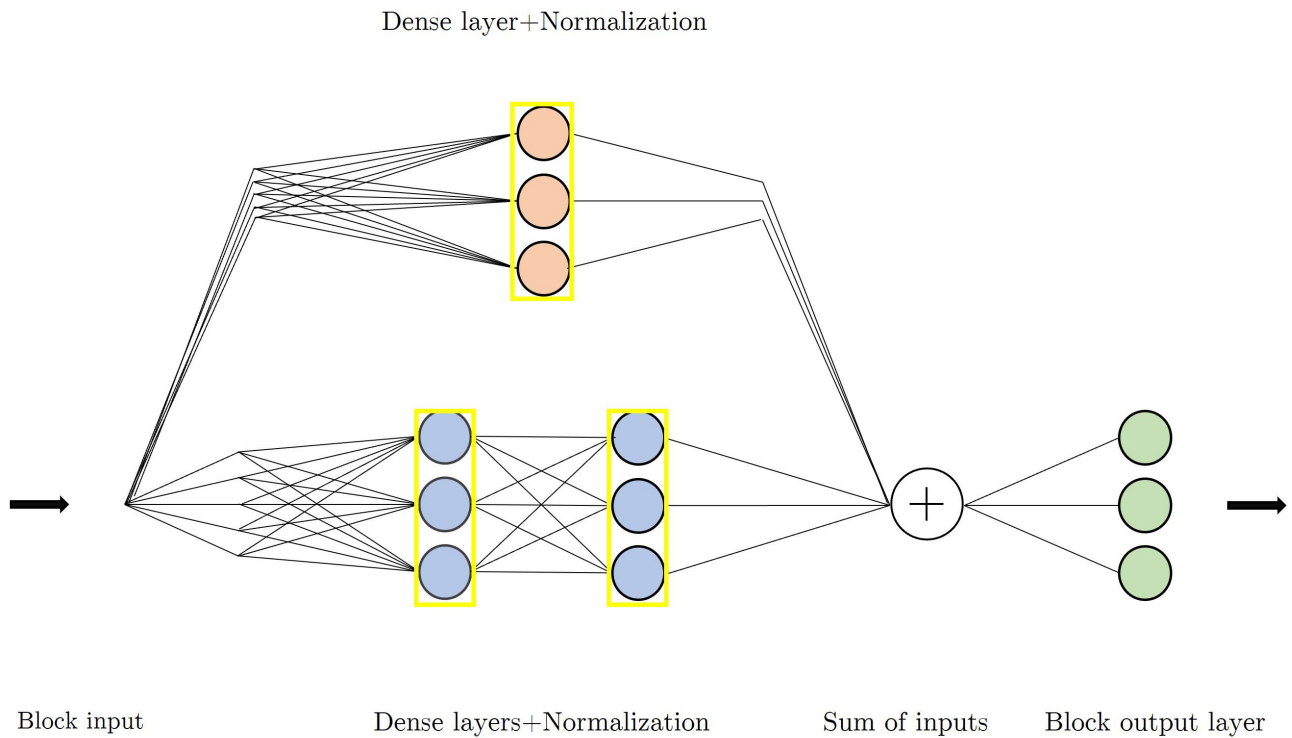 Dense layer+Normalization
+
Block input
Dense layers+Normalization
Sum of inputs
Block output layer